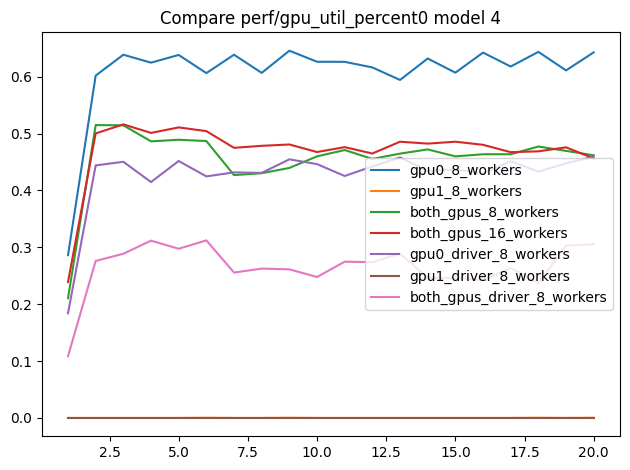 Compare perf/gpu_util_percent0 model 4
0.6
0.5
0.4
0.3
0.2
0.1
0.0
gpu0_8_workers
gpu1_8_workers
both_gpus_8_workers
both_gpus_16_workers
gpu0_driver_8_workers
gpu1_driver_8_workers
both_gpus_driver_8_workers
2.5 5.0 7.5 10.0 12.5 15.0 17.5 20.0